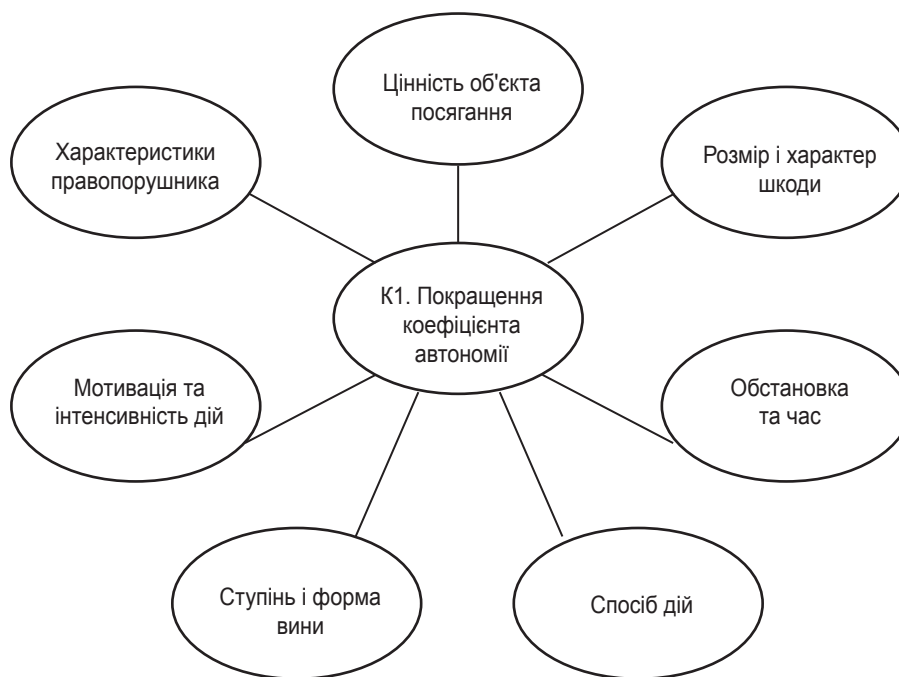 Цінність об'єкта
посягання
Характеристики
правопорушника
Розмір і характер
шкоди
К1. Покращення
коефіцієнта
автономії
Мотивація та
інтенсивність дій
Обстановка
та час
Ступінь і форма
вини
Спосіб дій